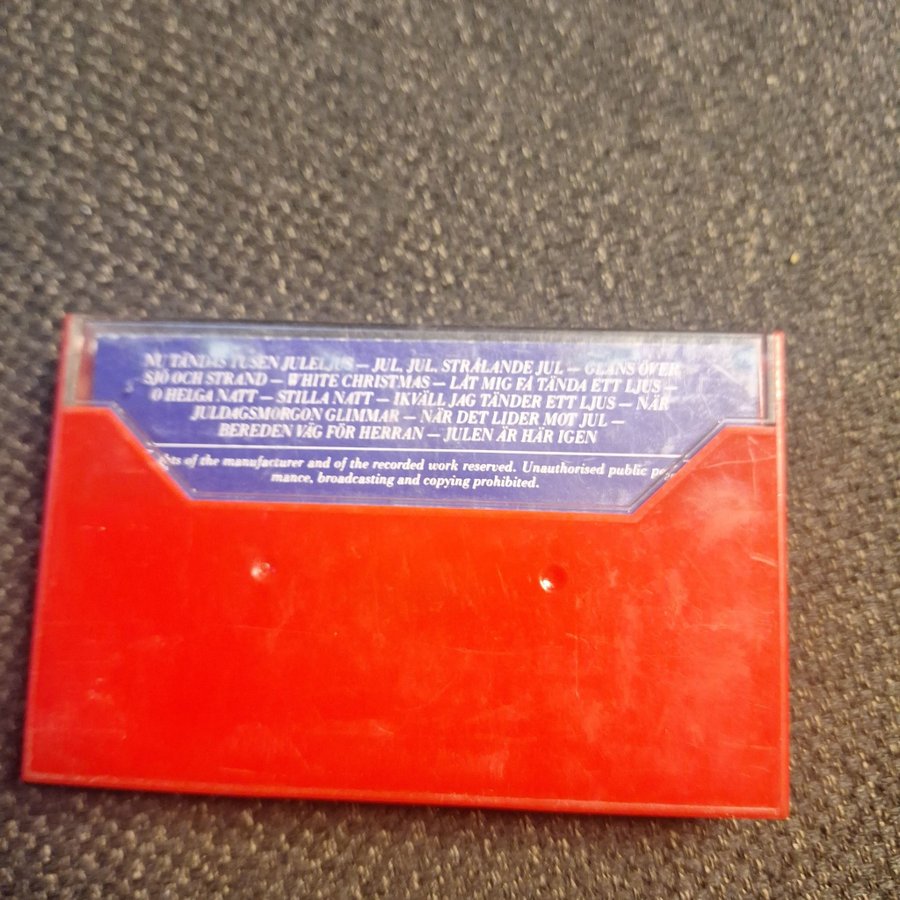 NU TÄNDAS TUSEN JULELJUS – JUL, JUL, STRÅLANDE JUL – GLANS ÖVER
SJÖ OCH STRAND – WHITE CHRISTMAS – LÅT MIG FÅ TÄNDA ETT LJUS –
O HELGA NATT – STILLA NATT – IKVÄLL JAG TÄNDER ETT LJUS – NÄR
JULDAGSMORGON GLIMMAR – NÄR DET LIDER MOT JUL –
BEREDEN VÄG FÖR HERRAN – JULEN ÄR HÄR IGEN
of the manufacturer and of the recorded work reserved. Unauthorised public
mance, broadcasting and copying prohibited.